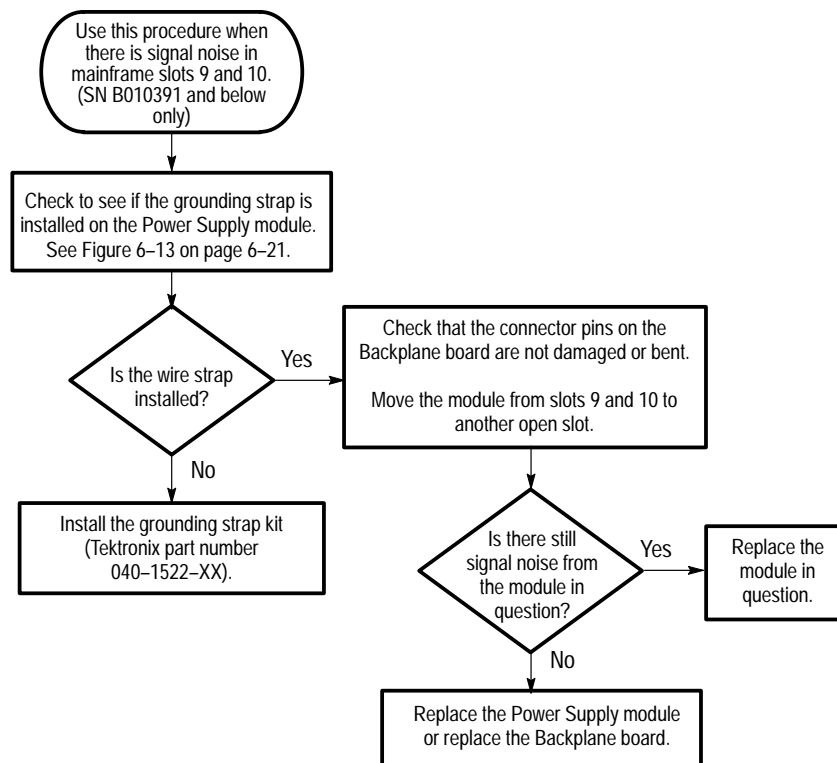 Use this procedure when
there is signal noise in
mainframe slots 9 and 10.
(SN B010391 and below
only)
Check to see if the grounding strap is
installed on the Power Supply module.
See Figure 6–13 on page 6–21.
Is the wire strap
installed?
Yes
Check that the connector pins on the
Backplane board are not damaged or bent.
Move the module from slots 9 and 10 to
another open slot.
No
Install the grounding strap kit
(Tektronix part number
040–1522–XX).
Is there still
signal noise from
the module in
question?
Yes
Replace the
module in
question.
No
Replace the Power Supply module
or replace the Backplane board.